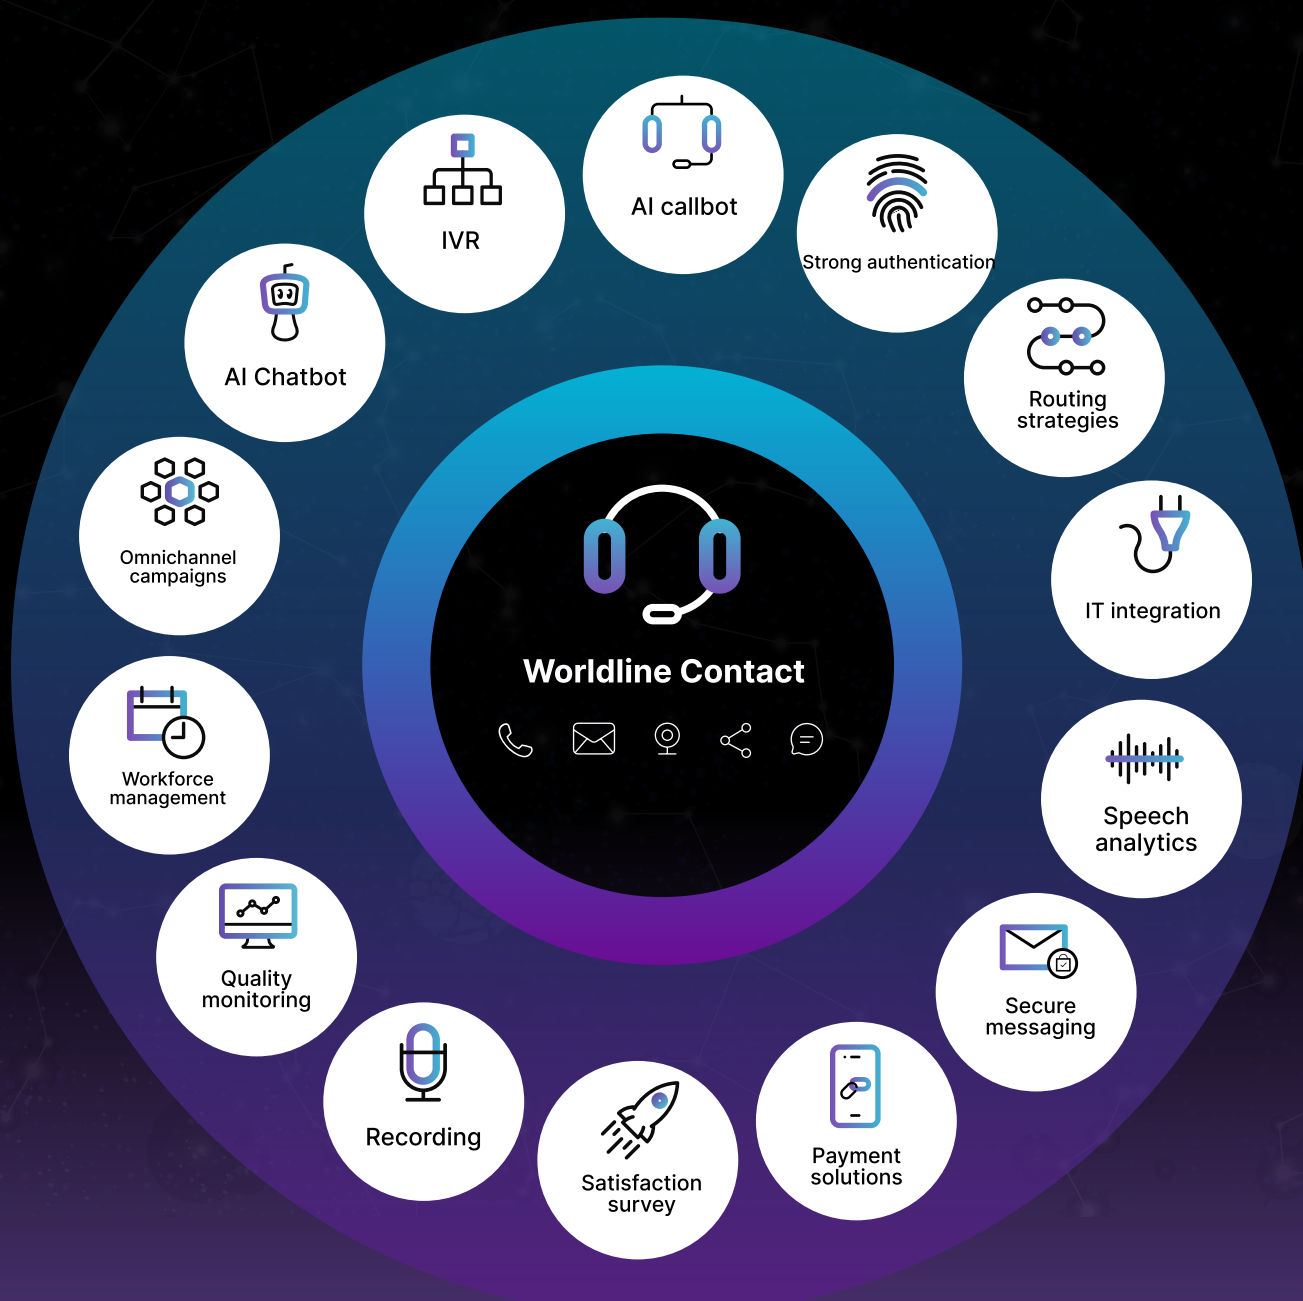 AI callbot
Strong authentication
Routing
strategies
IT integration
Speech
analytics
Secure
messaging
Payment
solutions
Satisfaction
survey
Recording
Quality
monitoring
Workforce
management
Omnichannel
campaigns
AI Chatbot
IVR
Worldline Contact